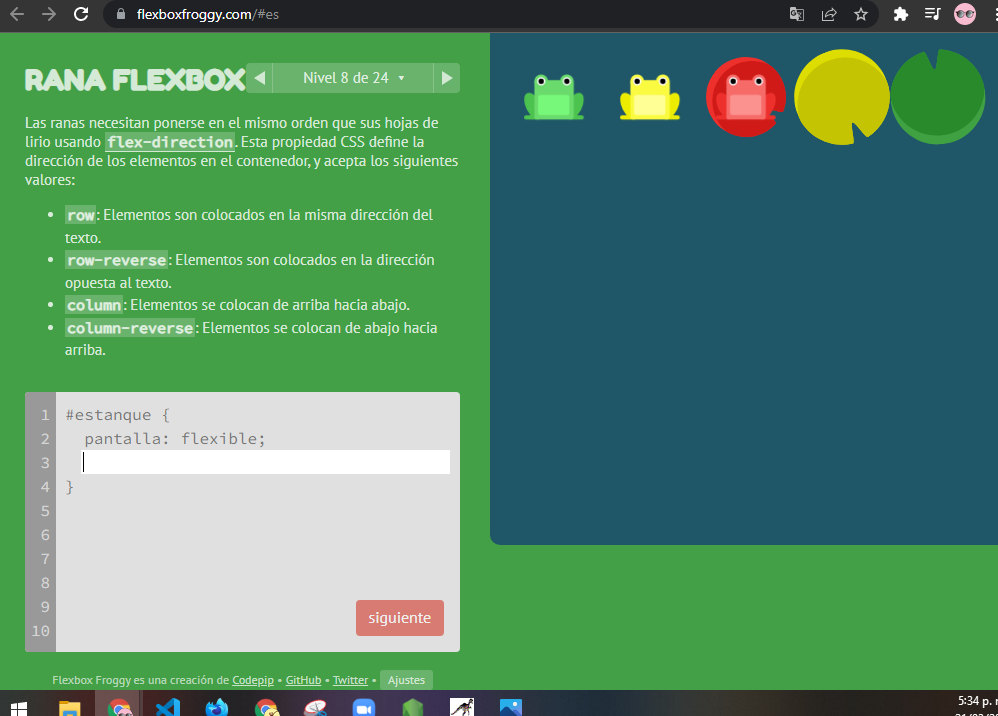 flexboxfroggy.com/#es
RANA FLEXBOX
Nivel 8 de 24
Las ranas necesitan ponerse en el mismo orden que sus hojas de
lirio usando flex-direction. Esta propiedad CSS define la
dirección de los elementos en el contenedor, y acepta los siguientes
valores:
• row: Elementos son colocados en la misma dirección del
texto.
• row-reverse: Elementos son colocados en la dirección
opuesta al texto.
• column: Elementos se colocan de arriba hacia abajo.
• column-reverse: Elementos se colocan de abajo hacia
arriba.
1 #estanque {
2 pantalla: flexible;
3
4 }
5
6
7
8
9
10
siguiente
Flexbox Froggy es una creación de Codepip • GitHub • Twitter • Ajustes
5:34 p.